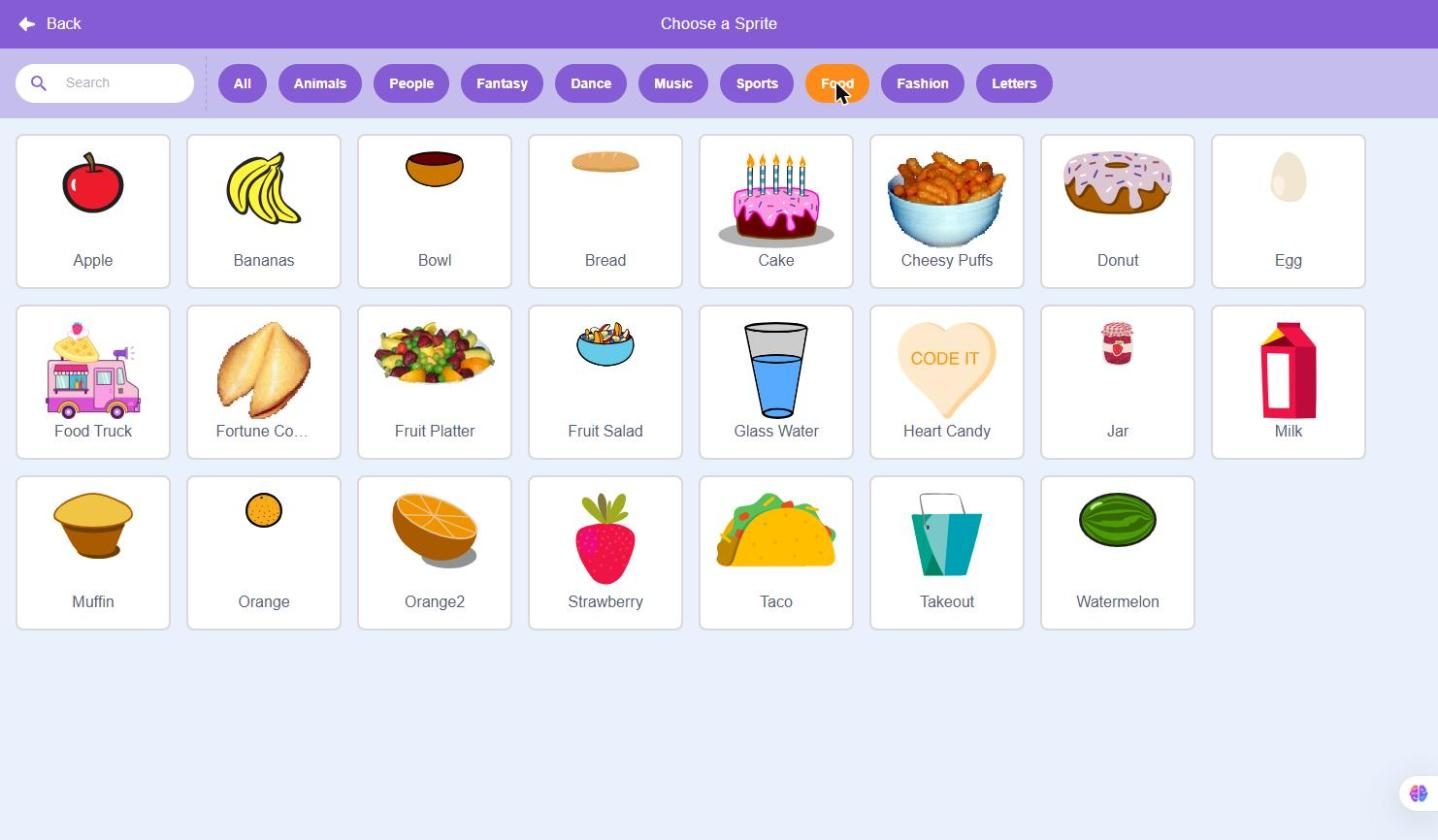 Back
Choose a Sprite
Search
All
Animals
People
Fantasy
Dance
Music
Sports
Food
Fashion
Letters
Apple
Bananas
Bowl
Bread
Cake
Cheesy Puffs
Donut
Egg
Food Truck
Fortune Co...
Fruit Platter
Fruit Salad
Glass Water
CODE IT
Heart Candy
Jar
Milk
Muffin
Orange
Orange2
Strawberry
Taco
Takeout
Watermelon